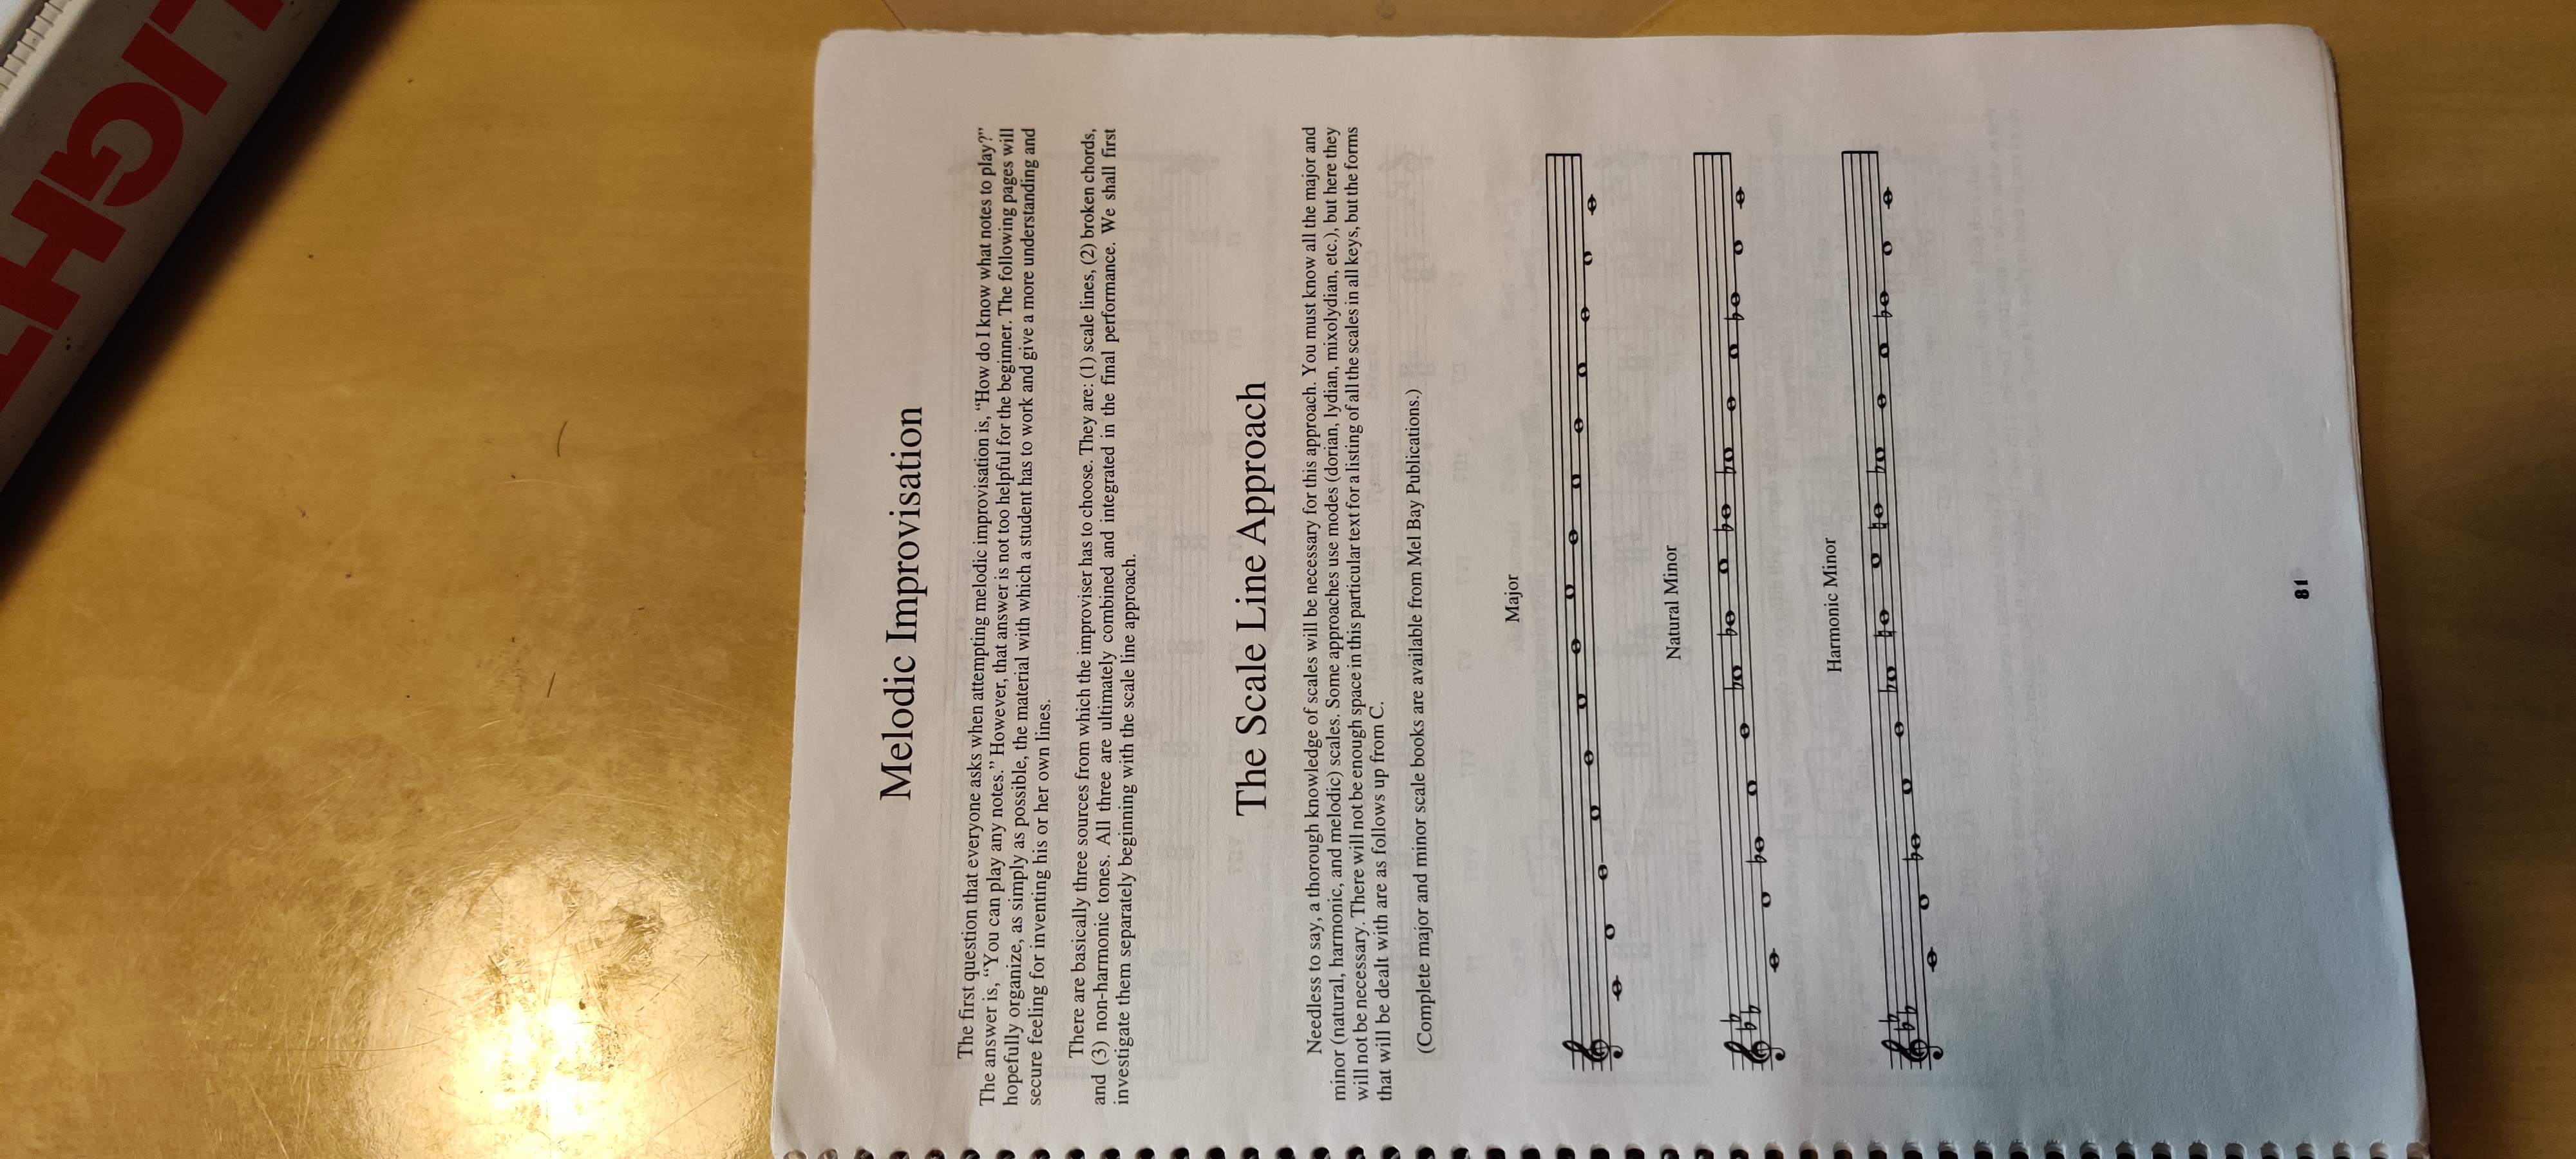 Melodic Improvisation
The first question that everyone asks when attempting melodic improvisation is, “How do I know what notes to play?”
The answer is, “You can play any notes.” However, that answer is not too helpful for the beginner. The following pages will
hopefully organize, as simply as possible, the material with which a student has to work and give a more understanding and
secure feeling for inventing his or her own lines.
There are basically three sources from which the improviser has to choose. They are: (1) scale lines, (2) broken chords,
and (3) non-harmonic tones. All three are ultimately combined and integrated in the final performance. We shall first
investigate them separately beginning with the scale line approach.
The Scale Line Approach
Needless to say, a thorough knowledge of scales will be necessary for this approach. You must know all the major and
minor (natural, harmonic, and melodic) scales. Some approaches use modes (dorian, lydian, mixolydian, etc.), but here they
will not be necessary. There will not be enough space in this particular text for a listing of all the scales in all keys, but the forms
that will be dealt with are as follows up from C.
(Complete major and minor scale books are available from Mel Bay Publications.)
Major
Natural Minor
Harmonic Minor
81
LIGHT